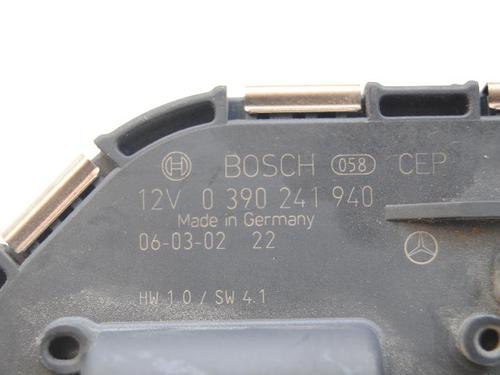 BOSCH 058 CEP
12V 0 390 241 940
Made in Germany
06-03-02 22
HW 1.0 / SW 4.1